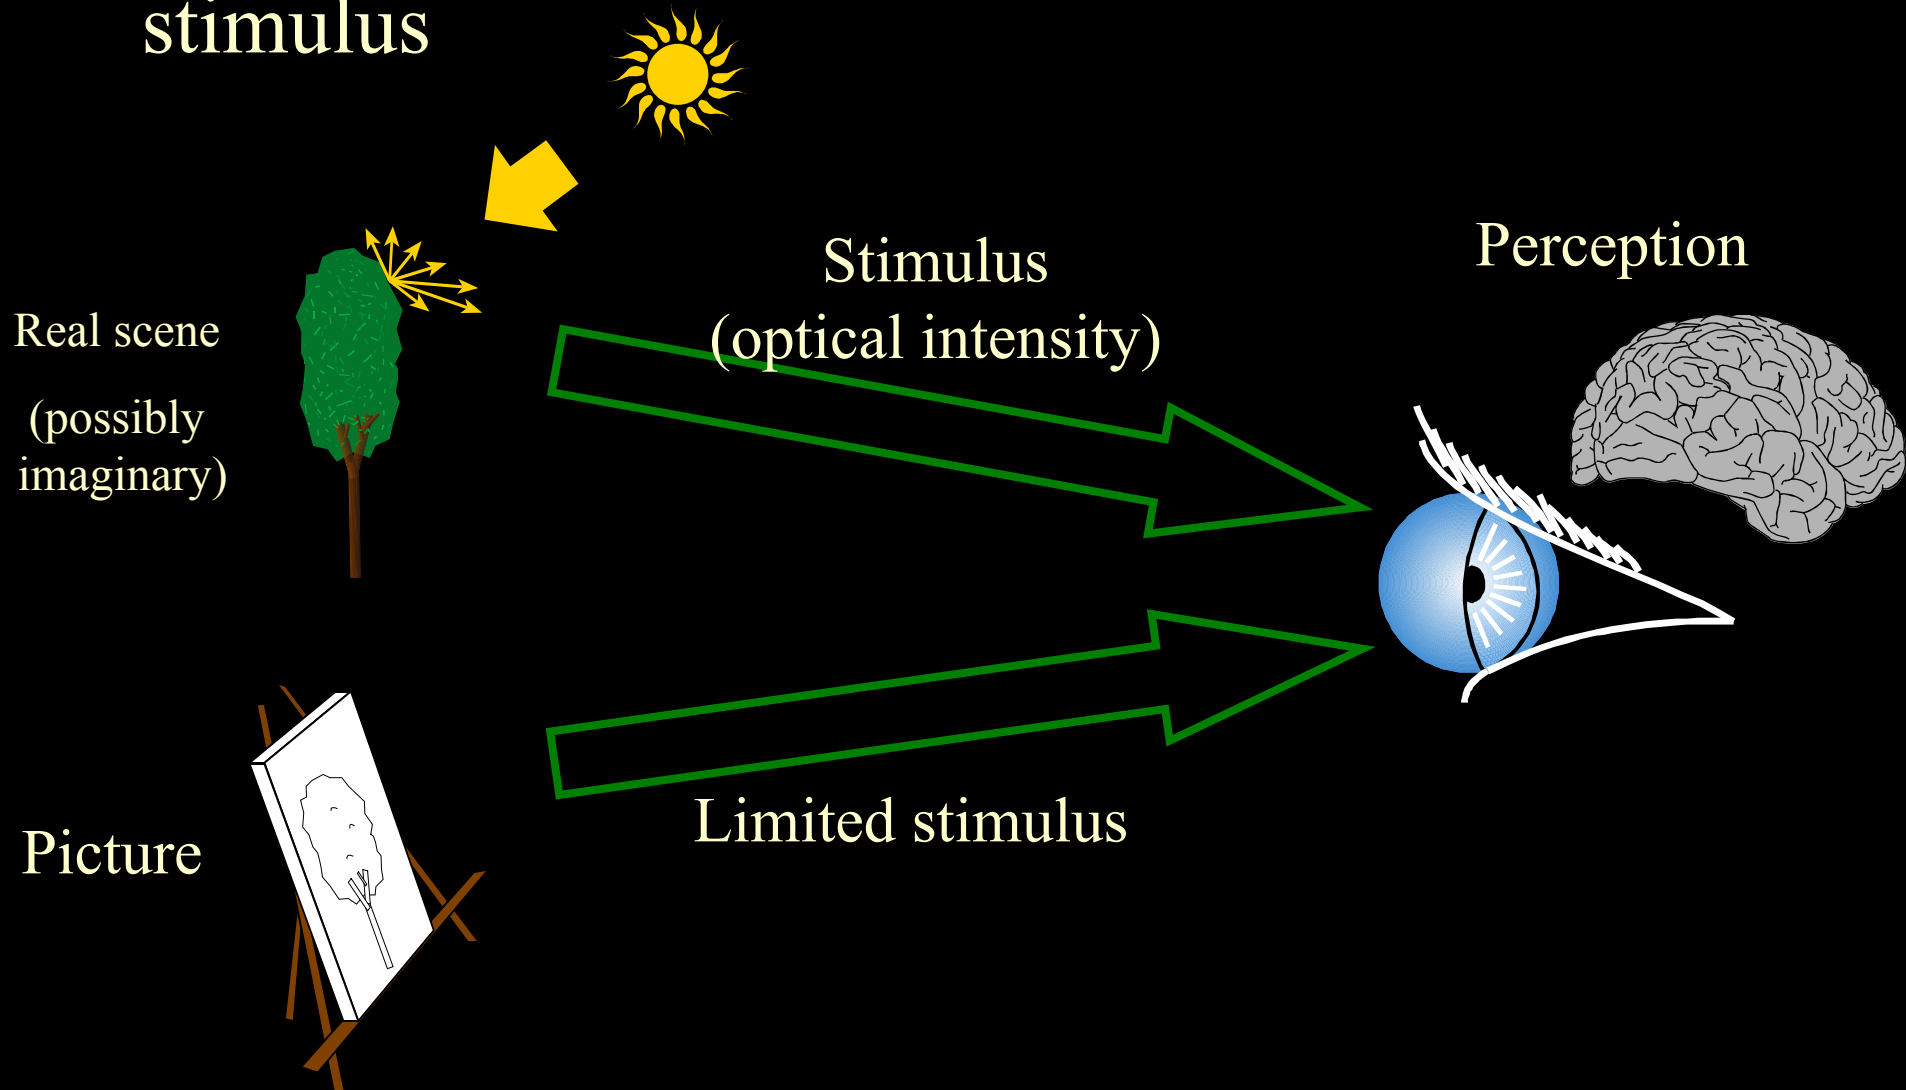 stimulus
Stimulus
(optical intensity)
Perception
Real scene
(possibly
imaginary)
Limited stimulus
Picture